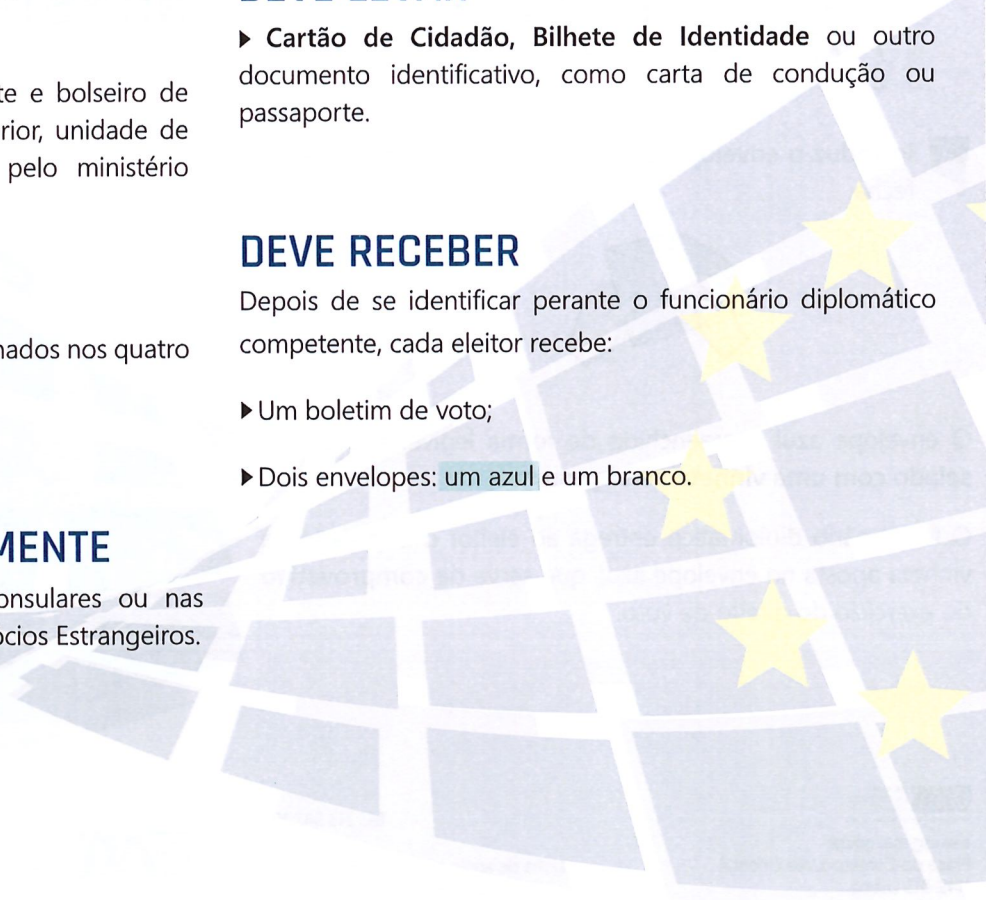 te e bolseiro de
rior, unidade de
pelo ministério
nados nos quatro
MENTE
onsulares ou nas
ócios Estrangeiros.
▶ Cartão de Cidadão, Bilhete de Identidade ou outro
documento identificativo, como carta de condução ou
passaporte.
DEVE RECEBER
Depois de se identificar perante o funcionário diplomático
competente, cada eleitor recebe:
▶ Um boletim de voto;
▶ Dois envelopes: um azul e um branco.